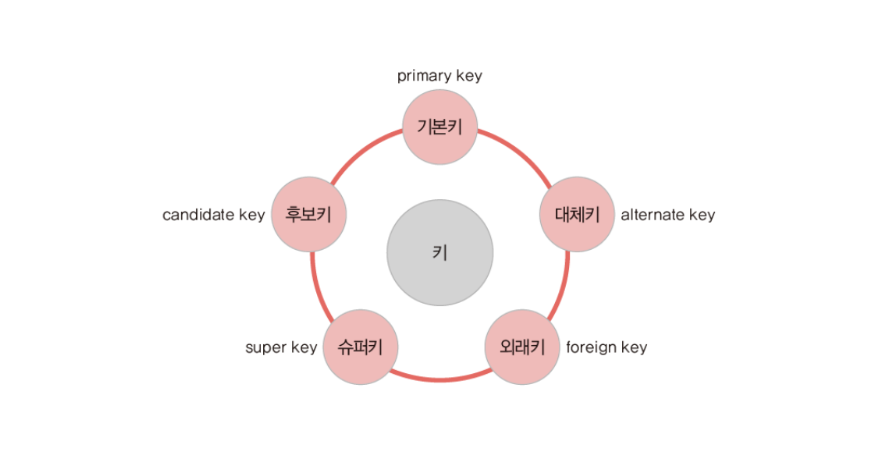 primary key
기본키
candidate key
후보키
대체키
alternate key
키
super key
슈퍼키
외래키
foreign key